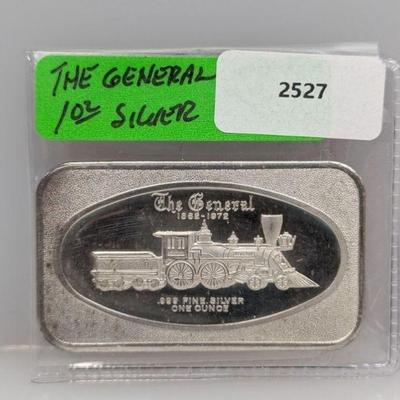 THE GENERAL
1oz SILVER
2527
The General
1862-1972
.999 FINE SILVER
ONE OUNCE